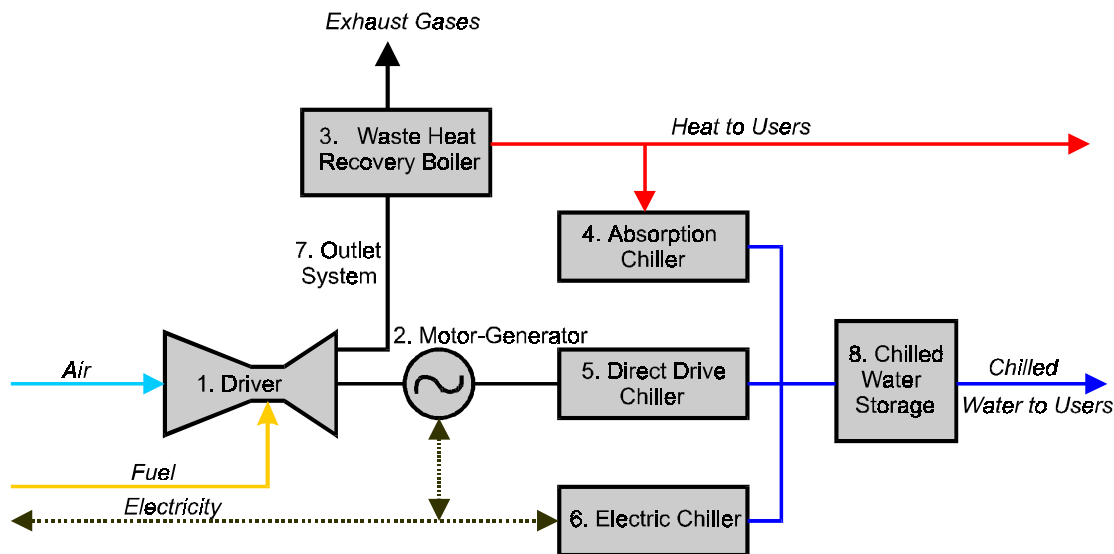 Exhaust Gases
3. Waste Heat
Recovery Boiler
Heat to Users
4. Absorption
Chiller
7. Outlet
System
2. Motor-Generator
Air
1. Driver
5. Direct Drive
Chiller
8. Chilled
Water
Storage
Chilled
Water to Users
Fuel
Electricity
6. Electric Chiller